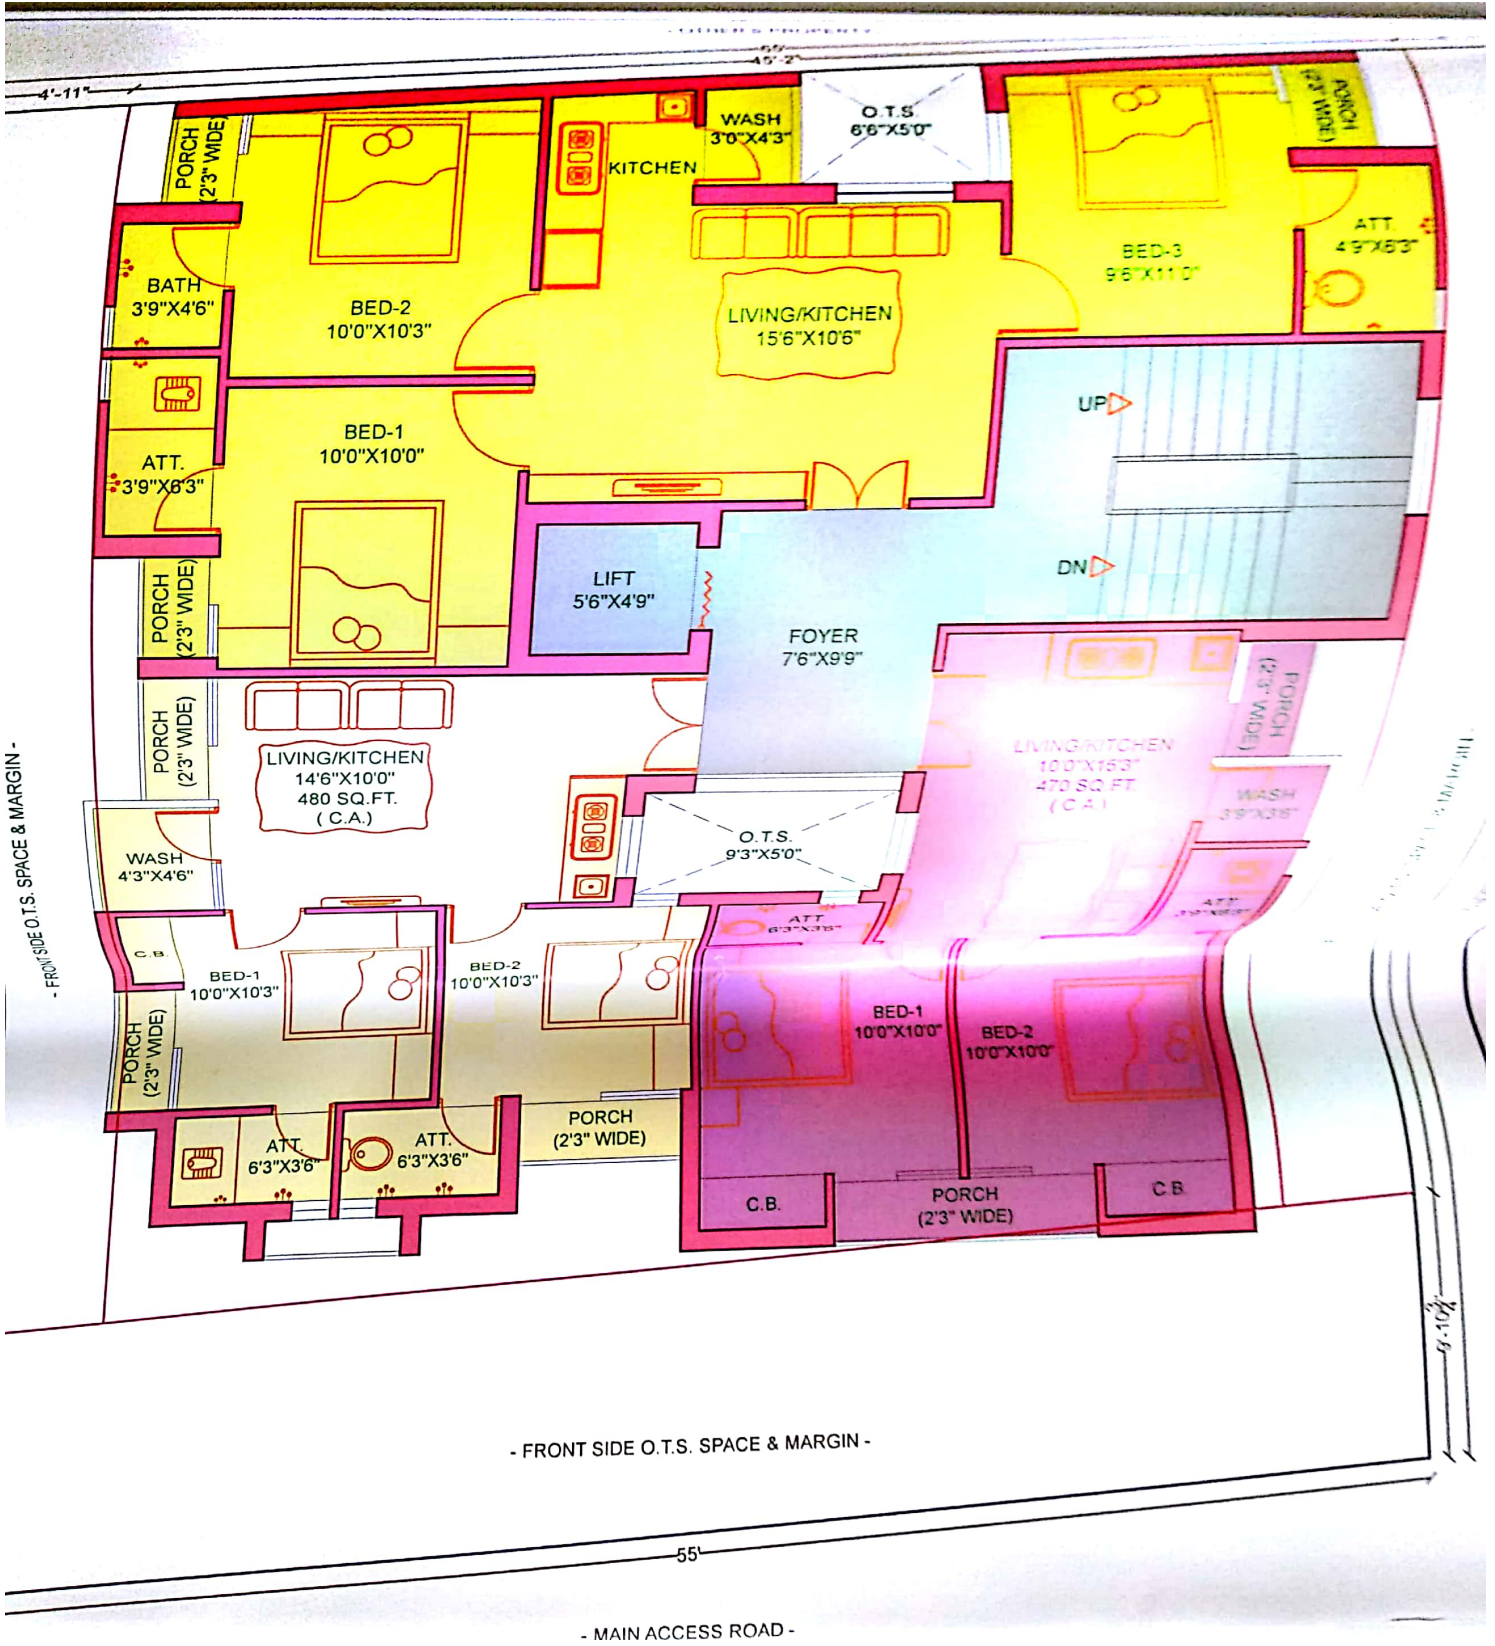 - OTHER'S PROPERTY -
55'
45'-2"
4'-11"
PORCH
(2'3" WIDE)
KITCHEN
WASH
3'0"X4'3"
O.T.S.
6'6"X5'0"
PORCH
(2'3" WIDE)
BATH
3'9"X4'6"
BED-2
10'0"X10'3"
LIVING/KITCHEN
15'6"X10'6"
BED-3
9'6"X11'0"
ATT.
4'9"X6'3"
BED-1
10'0"X10'0"
ATT.
3'9"X6'3"
UP
DN
PORCH
(2'3" WIDE)
LIFT
5'6"X4'9"
FOYER
7'6"X9'9"
PORCH
(2'3" WIDE)
LIVING/KITCHEN
14'6"X10'0"
480 SQ.FT.
( C.A.)
LIVING/KITCHEN
10'0"X15'3"
470 SQ.FT.
( C.A.)
PORCH
(2'3" WIDE)
WASH
3'9"X3'6"
WASH
4'3"X4'6"
O.T.S.
9'3"X5'0"
ATT.
6'3"X3'6"
ATT.
- FRONT SIDE O.T.S. SPACE & MARGIN -
C.B.
BED-1
10'0"X10'3"
BED-2
10'0"X10'3"
BED-1
10'0"X10'0"
BED-2
10'0"X10'0"
PORCH
(2'3" WIDE)
ATT.
6'3"X3'6"
ATT.
6'3"X3'6"
PORCH
(2'3" WIDE)
C.B.
PORCH
(2'3" WIDE)
C.B.
- FRONT SIDE O.T.S. SPACE & MARGIN -
55'
- MAIN ACCESS ROAD -